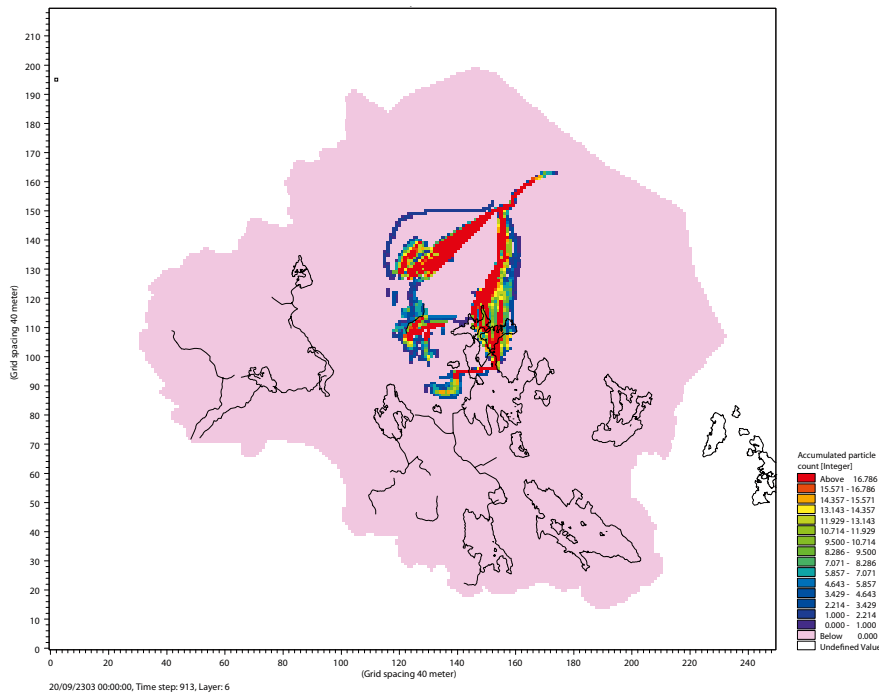 210
200
190
180
170
160
150
140
130
120
110
100
90
80
70
60
50
40
30
20
10
0
(Grid spacing 40 meter)
0 20 40 60 80 100 120 140 160 180 200 220 240
(Grid spacing 40 meter)
20/09/2303 00:00:00, Time step: 913, Layer: 6
Accumulated particle
count [Integer]
Above 16.786
15.571 - 16.786
14.357 - 15.571
13.143 - 14.357
11.929 - 13.143
10.714 - 11.929
9.500 - 10.714
8.286 - 9.500
7.071 - 8.286
5.857 - 7.071
4.643 - 5.857
3.429 - 4.643
2.214 - 3.429
1.000 - 2.214
0.000 - 1.000
Below 0.000
Undefined Value